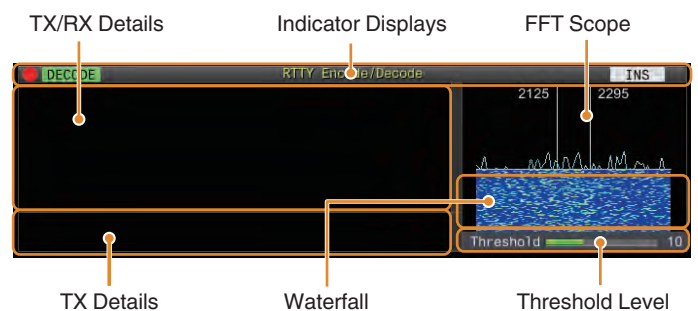 TX/RX Details
Indicator Displays
FFT Scope
DECODE
RTTY Encode/Decode
INS
2125
2295
Threshold
10
TX Details
Waterfall
Threshold Level